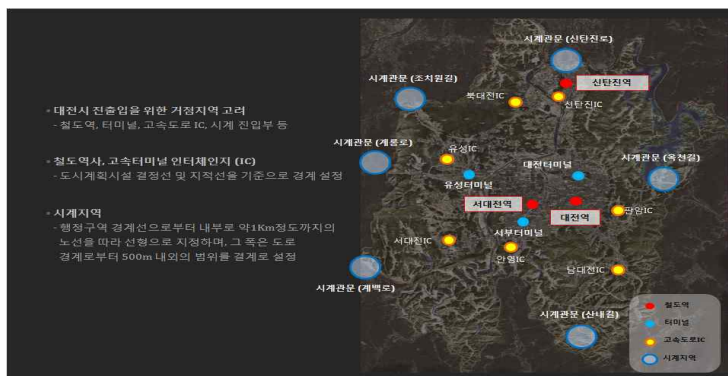 - 대전시 진출입을 위한 거점지역 고려
- 철도역, 터미널, 고속도로 IC, 시계 진입부 등
- 철도역사, 고속터미널 인터체인지 (IC)
- 도시계획시설 결정선 및 지적선을 기준으로 경계 설정
- 시계지역
- 행정구역 경계선으로부터 내부로 약1Km정도까지의
노선을 따라 선형으로 지정하며, 그 폭은 도로
경계로부터 500m 내외의 범위를 결계로 설정
시계관문 (신탄진로)
신탄진역
시계관문 (조치원길)
북대전IC
신탄진IC
시계관문 (계룡로)
유성IC
대전터미널
시계관문 (옥천길)
유성터미널
서대전역
대전역
판암IC
서부터미널
서대전IC
안영IC
남대전IC
시계관문 (계백로)
시계관문 (산내길)
철도역
터미널
고속도로IC
시계지역